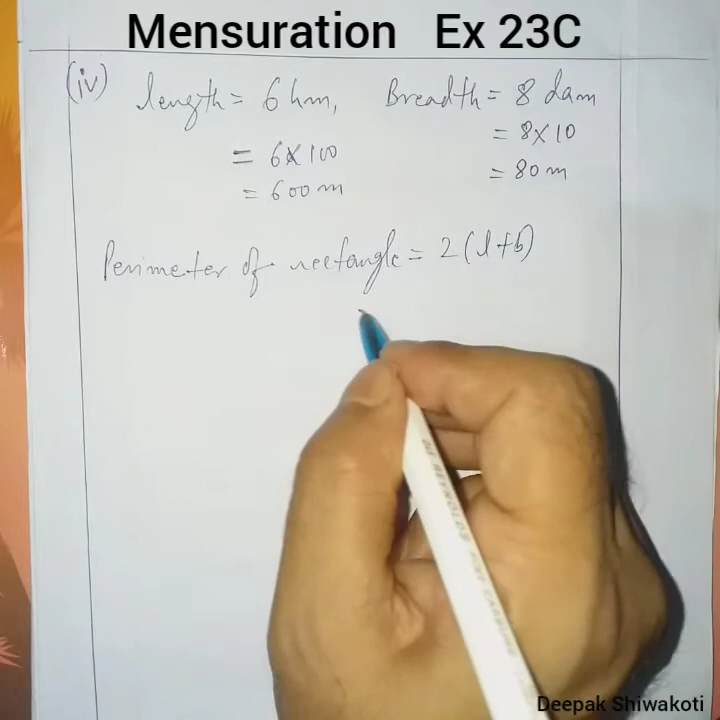 Mensuration Ex 23C
(iv) length = 6 hm, Breadth = 8 dam
= 6 × 100 = 8 × 10
= 600 m = 80 m
Perimeter of rectangle = 2 (l + b)
Deepak Shiwakoti